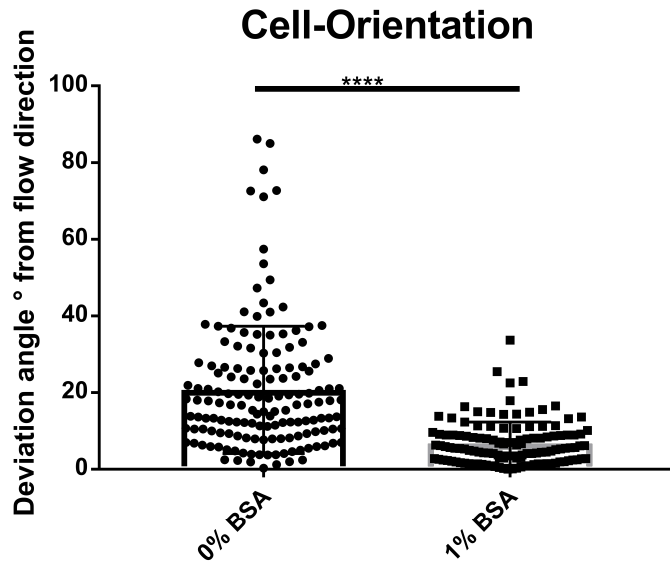 Cell-Orientation
Deviation angle ° from flow direction
100
80
60
40
20
0
****
0% BSA
1% BSA